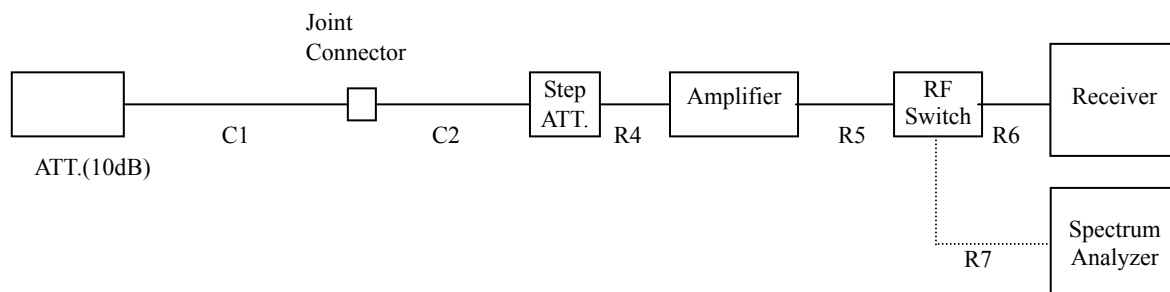 Joint
Connector
Step
ATT.
Amplifier
RF
Switch
Receiver
C1
C2
R4
R5
R6
ATT.(10dB)
Spectrum
Analyzer
R7